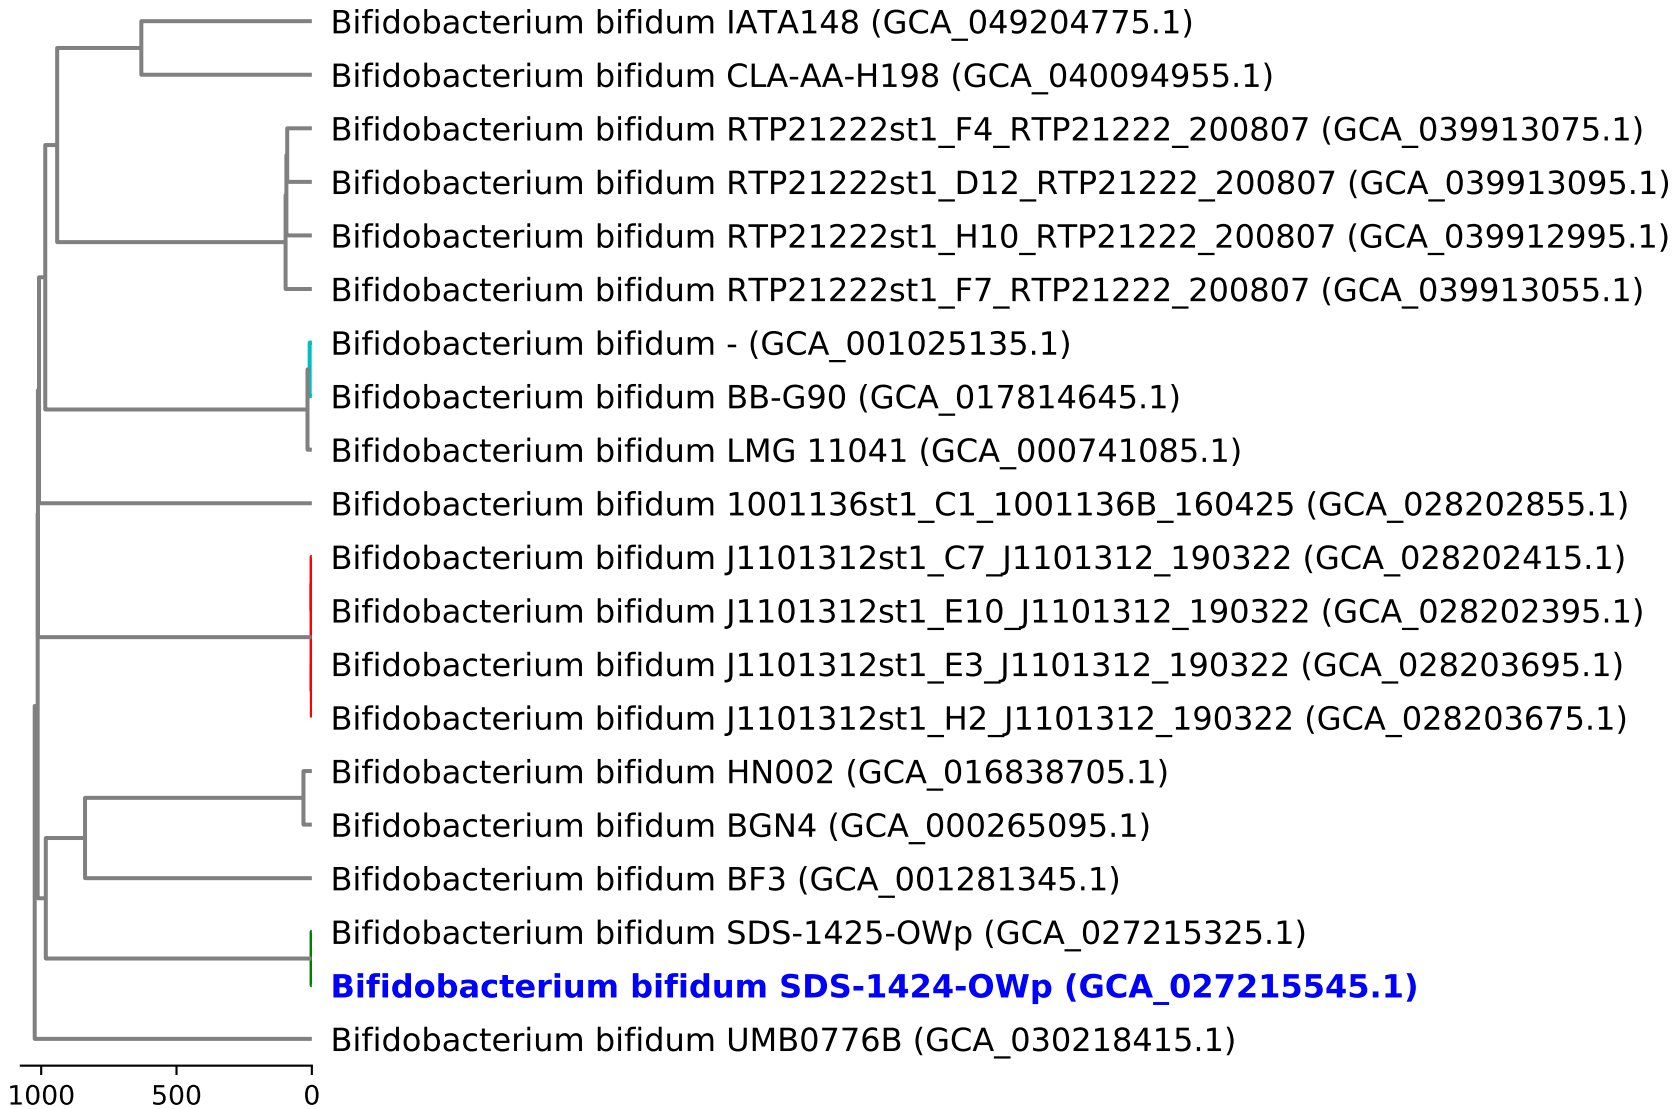 Bifidobacterium bifidum IATA148 (GCA_049204775.1)
Bifidobacterium bifidum CLA-AA-H198 (GCA_040094955.1)
Bifidobacterium bifidum RTP21222st1_F4_RTP21222_200807 (GCA_039913075.1)
Bifidobacterium bifidum RTP21222st1_D12_RTP21222_200807 (GCA_039913095.1)
Bifidobacterium bifidum RTP21222st1_H10_RTP21222_200807 (GCA_039912995.1)
Bifidobacterium bifidum RTP21222st1_F7_RTP21222_200807 (GCA_039913055.1)
Bifidobacterium bifidum - (GCA_001025135.1)
Bifidobacterium bifidum BB-G90 (GCA_017814645.1)
Bifidobacterium bifidum LMG 11041 (GCA_000741085.1)
Bifidobacterium bifidum 1001136st1_C1_1001136B_160425 (GCA_028202855.1)
Bifidobacterium bifidum J1101312st1_C7_J1101312_190322 (GCA_028202415.1)
Bifidobacterium bifidum J1101312st1_E10_J1101312_190322 (GCA_028202395.1)
Bifidobacterium bifidum J1101312st1_E3_J1101312_190322 (GCA_028203695.1)
Bifidobacterium bifidum J1101312st1_H2_J1101312_190322 (GCA_028203675.1)
Bifidobacterium bifidum HN002 (GCA_016838705.1)
Bifidobacterium bifidum BGN4 (GCA_000265095.1)
Bifidobacterium bifidum BF3 (GCA_001281345.1)
Bifidobacterium bifidum SDS-1425-OWp (GCA_027215325.1)
Bifidobacterium bifidum SDS-1424-OWp (GCA_027215545.1)
Bifidobacterium bifidum UMB0776B (GCA_030218415.1)
1000 500 0